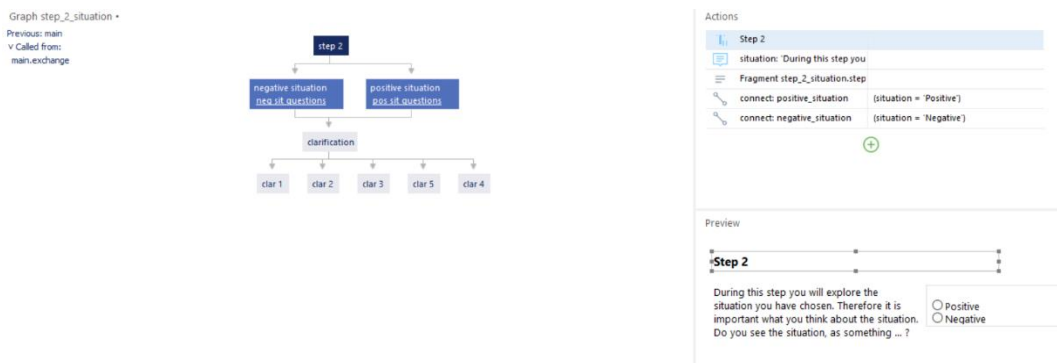 Graph step_2_situation •
Previous: main
v Called from:
main.exchange
step 2
negative situation
neg sit questions
positive situation
pos sit questions
clarification
clar 1
clar 2
clar 3
clar 5
clar 4
Actions
Step 2
situation: 'During this step you
Fragment step_2_situation.step
connect: positive_situation (situation = 'Positive')
connect: negative_situation (situation = 'Negative')
Preview
Step 2
During this step you will explore the
situation you have chosen. Therefore it is
important what you think about the situation.
Do you see the situation, as something ... ?
Positive
Negative